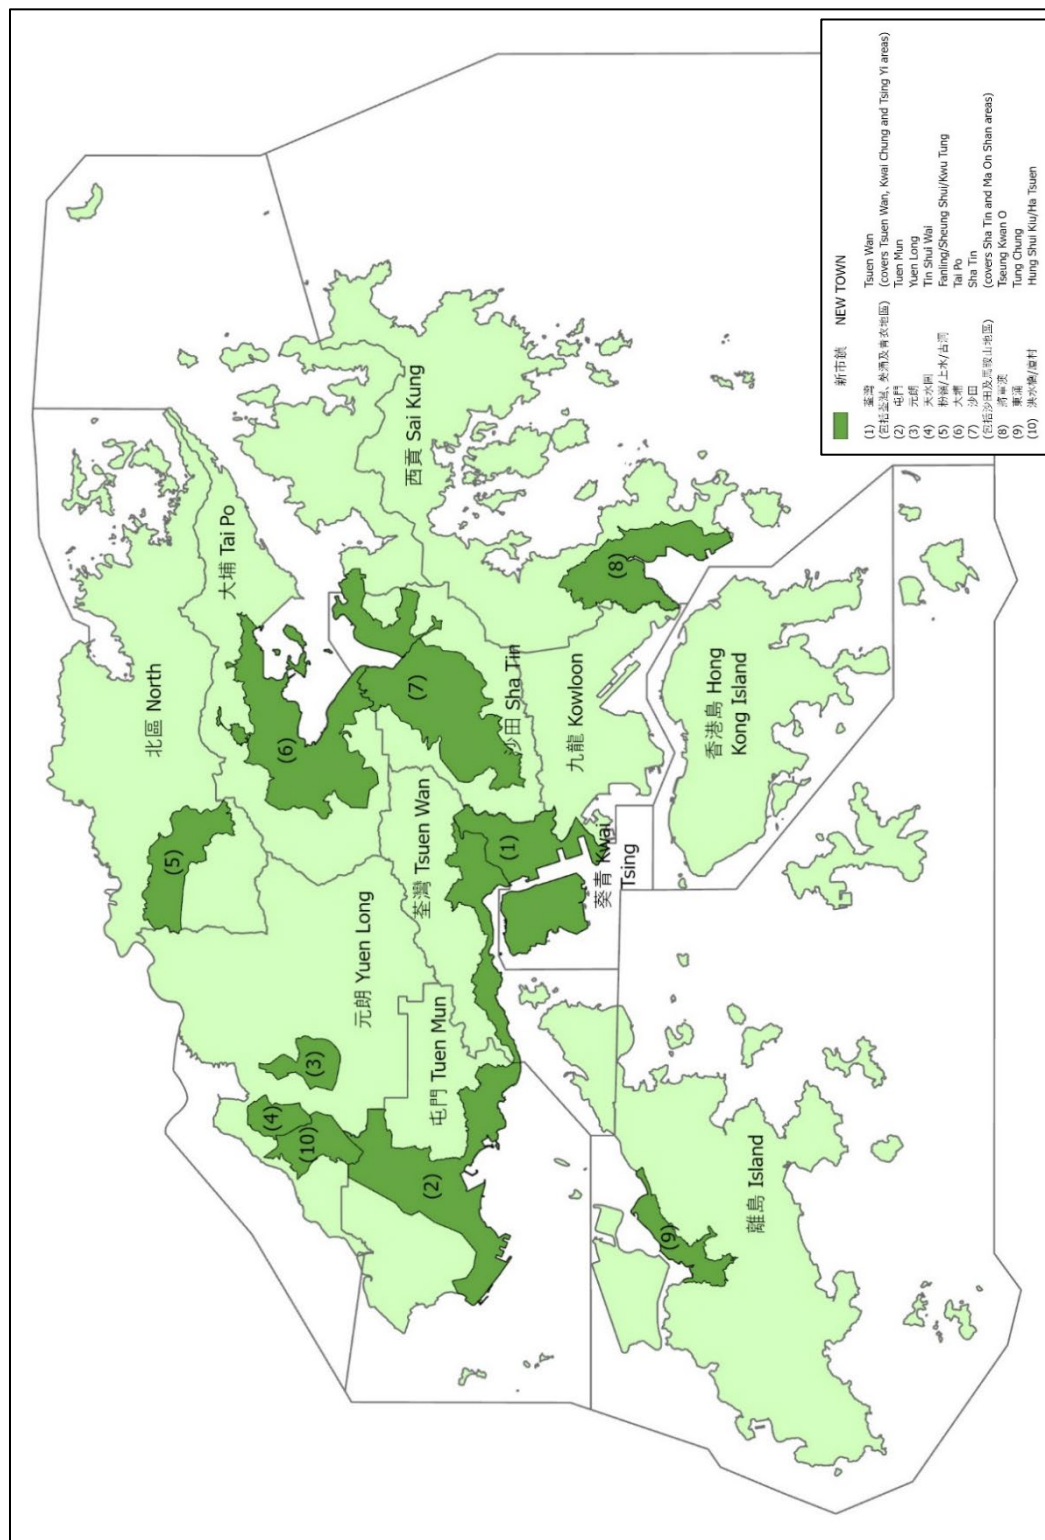 北區 North
大埔 Tai Po
西貢 Sai Kung
元朗 Yuen Long
荃灣 Tsuen Wan
屯門 Tuen Mun
沙田 Sha Tin
九龍 Kowloon
葵青 Kwai
Tsing
香港島 Hong
Kong Island
離島 Island
(1)
(2)
(3)
(4)
(5)
(6)
(7)
(8)
(9)
(10)
新市鎮 NEW TOWN
(1) 荃灣 Tsuen Wan
(包括荃灣、葵涌及青衣地區) (covers Tsuen Wan, Kwai Chung and Tsing Yi areas)
(2) 屯門 Tuen Mun
(3) 元朗 Yuen Long
(4) 天水圍 Tin Shui Wai
(5) 粉嶺/上水/古洞 Fanling/Sheung Shui/Kwu Tung
(6) 大埔 Tai Po
(7) 沙田 Sha Tin
(包括沙田及馬鞍山地區) (covers Sha Tin and Ma On Shan areas)
(8) 將軍澳 Tseung Kwan O
(9) 東涌 Tung Chung
(10) 洪水橋/厦村 Hung Shui Kiu/Ha Tsuen